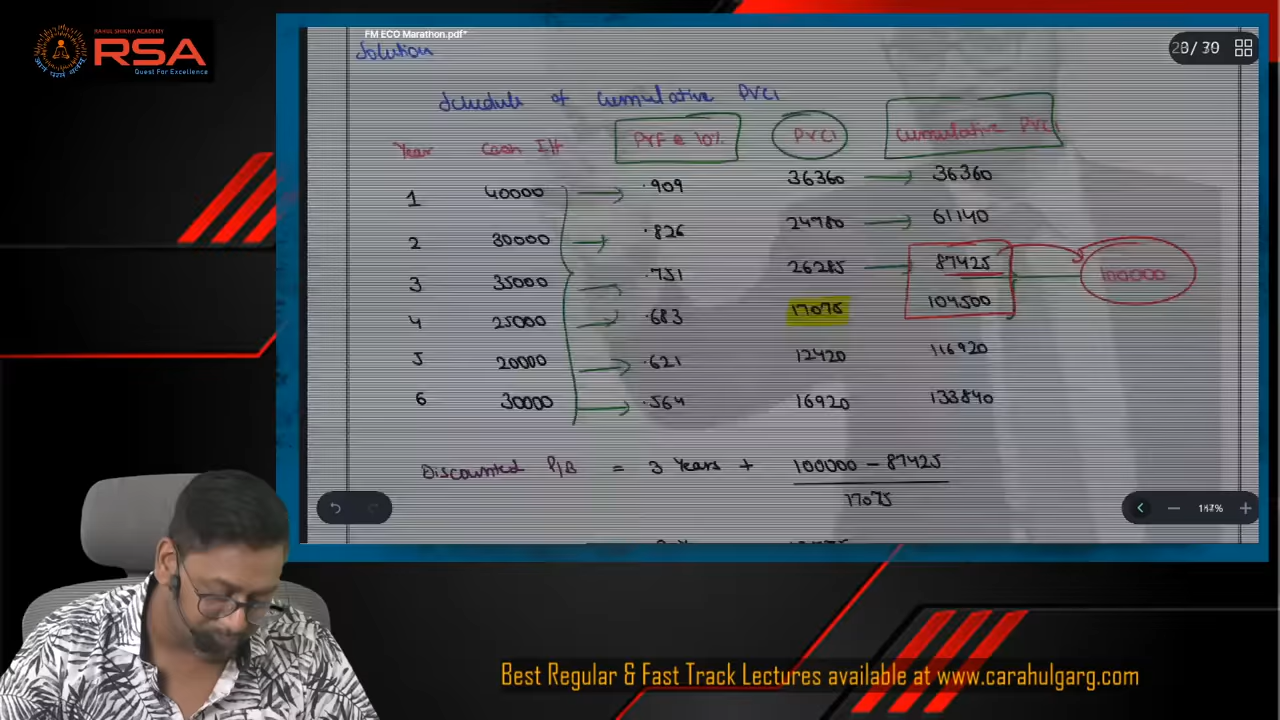 FM ECO Marathon.pdf*
28/ 39
RAHUL SHIKHA ACADEMY
RSA
Quest For Excellence
Solution
Schedule of Cumulative PVCI
Year Cash I/f PVF @ 10% PVCI Cumulative PVCI
1 40000 .909 36360 36360
2 30000 .826 24780 61140
3 35000 .751 26285 87425 100000
4 25000 .683 17075 104500
5 20000 .621 12420 116920
6 30000 .564 16920 133840
Discounted P/B = 3 Years + 100000 - 87425
17075
Best Regular & Fast Track Lectures available at www.carahulgarg.com